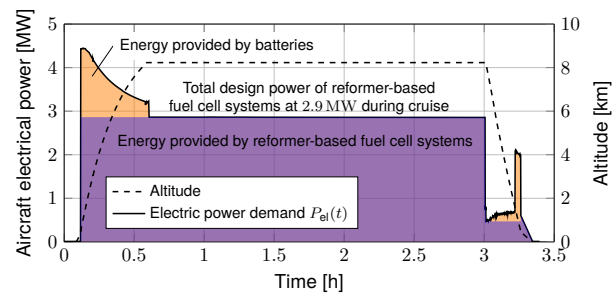 Aircraft electrical power [MW]
5
4
3
2
1
0
Energy provided by batteries
Total design power of reformer-based
fuel cell systems at 2.9 MW during cruise
Energy provided by reformer-based fuel cell systems
Altitude
Electric power demand Pel(t)
10
8
6
4
2
0
Altitude [km]
0 0.5 1 1.5 2 2.5 3 3.5
Time [h]